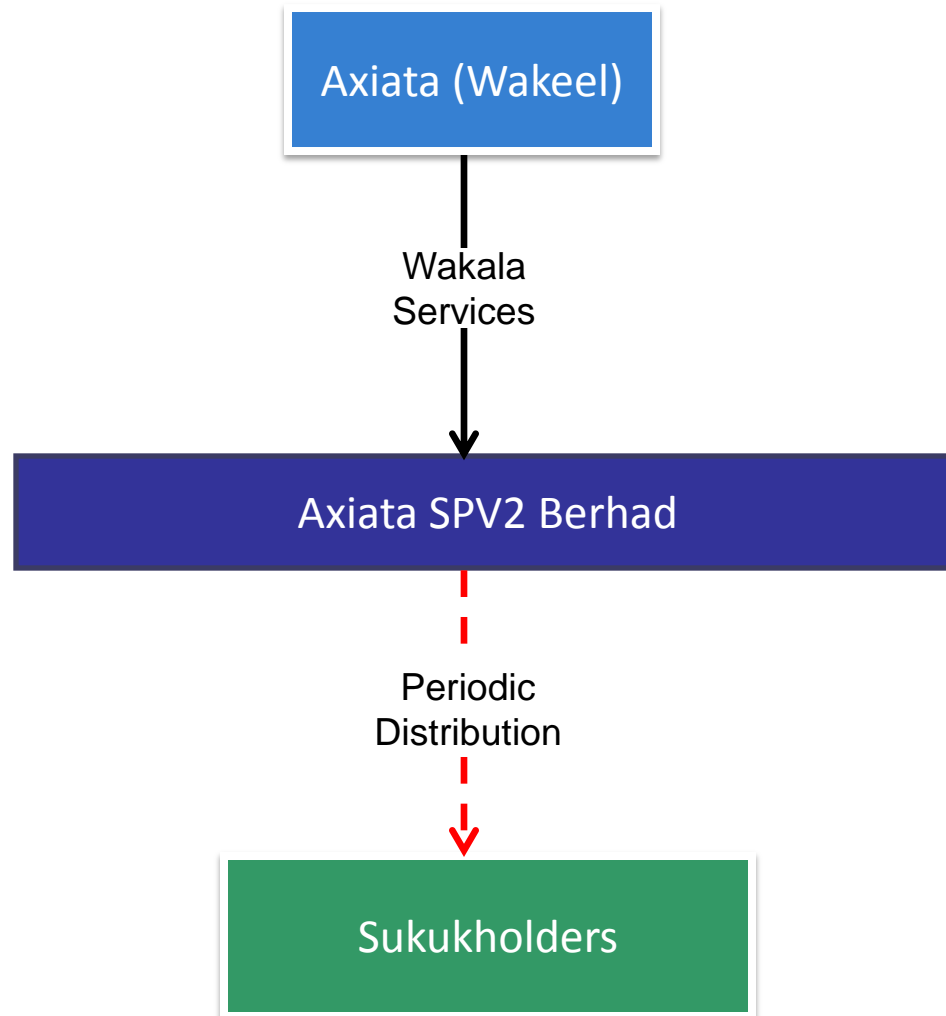 Axiata (Wakeel)
Wakala
Services
Axiata SPV2 Berhad
Periodic
Distribution
Sukukholders